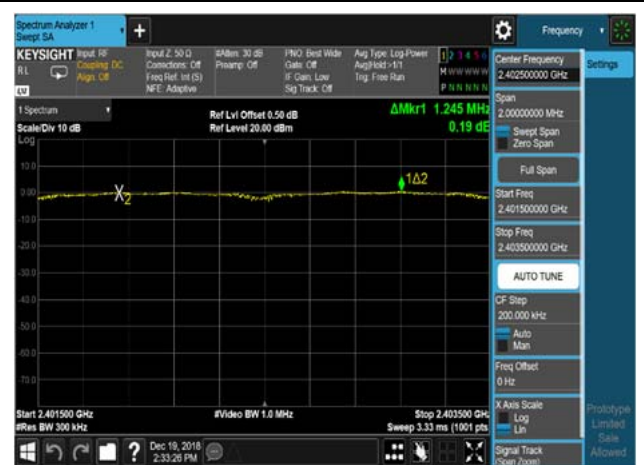 Spectrum Analyzer 1
Swept SA
+
Frequency
KEYSIGHT
RL
Input: RF
Coupling: DC
Align: Off
Input Z: 50 Ω
Corrections: Off
Freq Ref: Int (S)
NFE: Adaptive
#Atten: 30 dB
Preamp: Off
PNO: Best Wide
Gate: Off
IF Gain: Low
Sig Track: Off
Avg Type: Log-Power
Avg|Hold:>1/1
Trig: Free Run
1 2 3 4 5 6
M W W W W W
P N N N N N
1 Spectrum
Scale/Div 10 dB
Log
Ref Lvl Offset 0.50 dB
Ref Level 20.00 dBm
ΔMkr1 1.245 MHz
0.19 dB
10.0
0.00
-10.0
-20.0
-30.0
-40.0
-50.0
-60.0
-70.0
X2
1Δ2
Start 2.401500 GHz
#Res BW 300 kHz
#Video BW 1.0 MHz
Stop 2.403500 GHz
Sweep 3.33 ms (1001 pts
Dec 19, 2018
2:33:26 PM
Center Frequency
2.402500000 GHz
Settings
Span
2.00000000 MHz
Swept Span
Zero Span
Full Span
Start Freq
2.401500000 GHz
Stop Freq
2.403500000 GHz
AUTO TUNE
CF Step
200.000 kHz
Auto
Man
Freq Offset
0 Hz
X Axis Scale
Log
Lin
Signal Track
(Span Zoom)
Prototype
Limited
Sale
Allowed